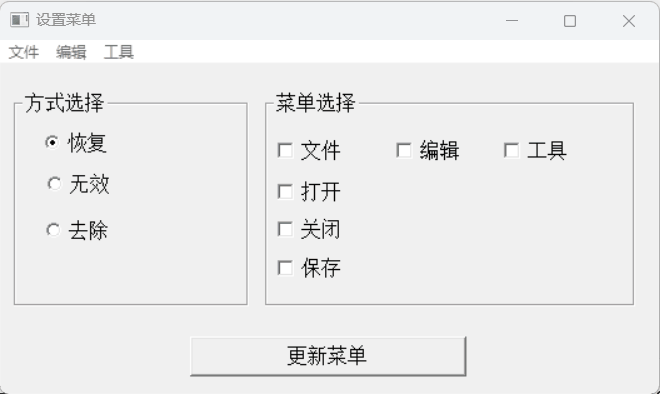 设置菜单
文件 编辑 工具
方式选择
恢复
无效
去除
菜单选择
文件 编辑 工具
打开
关闭
保存
更新菜单